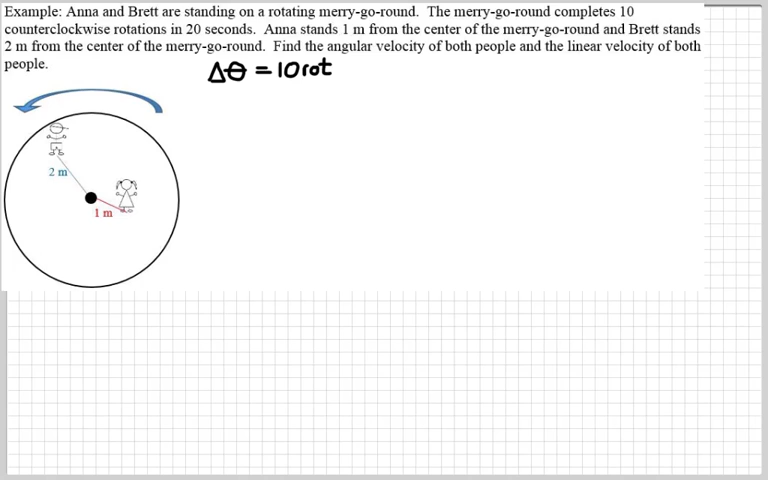 Example: Anna and Brett are standing on a rotating merry-go-round. The merry-go-round completes 10
counterclockwise rotations in 20 seconds. Anna stands 1 m from the center of the merry-go-round and Brett stands
2 m from the center of the merry-go-round. Find the angular velocity of both people and the linear velocity of both
people.
Δθ = 10 rot
2 m
1 m